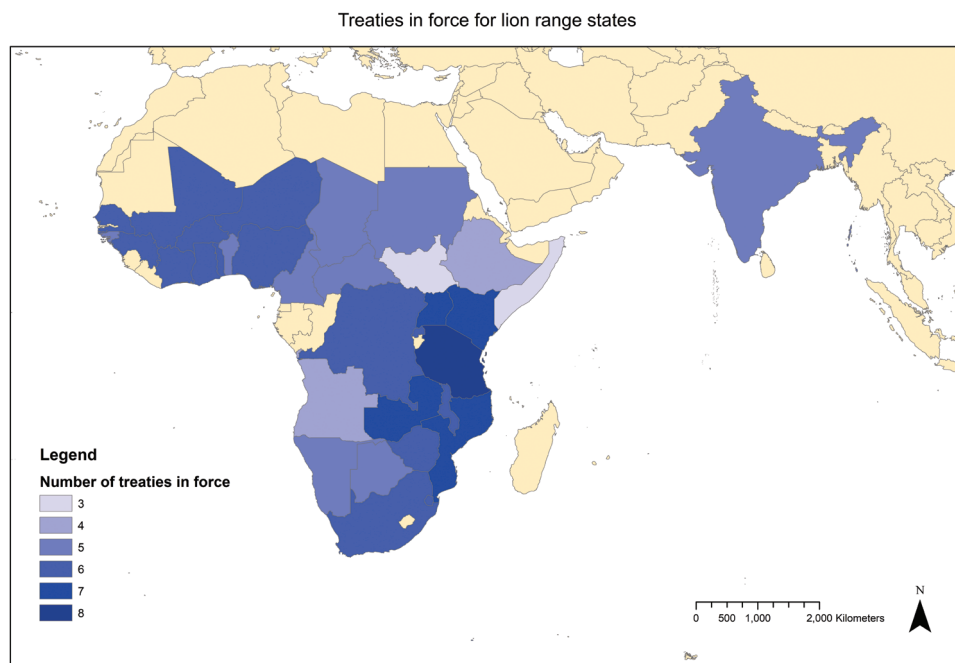 Treaties in force for lion range states
Legend
Number of treaties in force
3
4
5
6
7
8
N
0 500 1,000 2,000 Kilometers